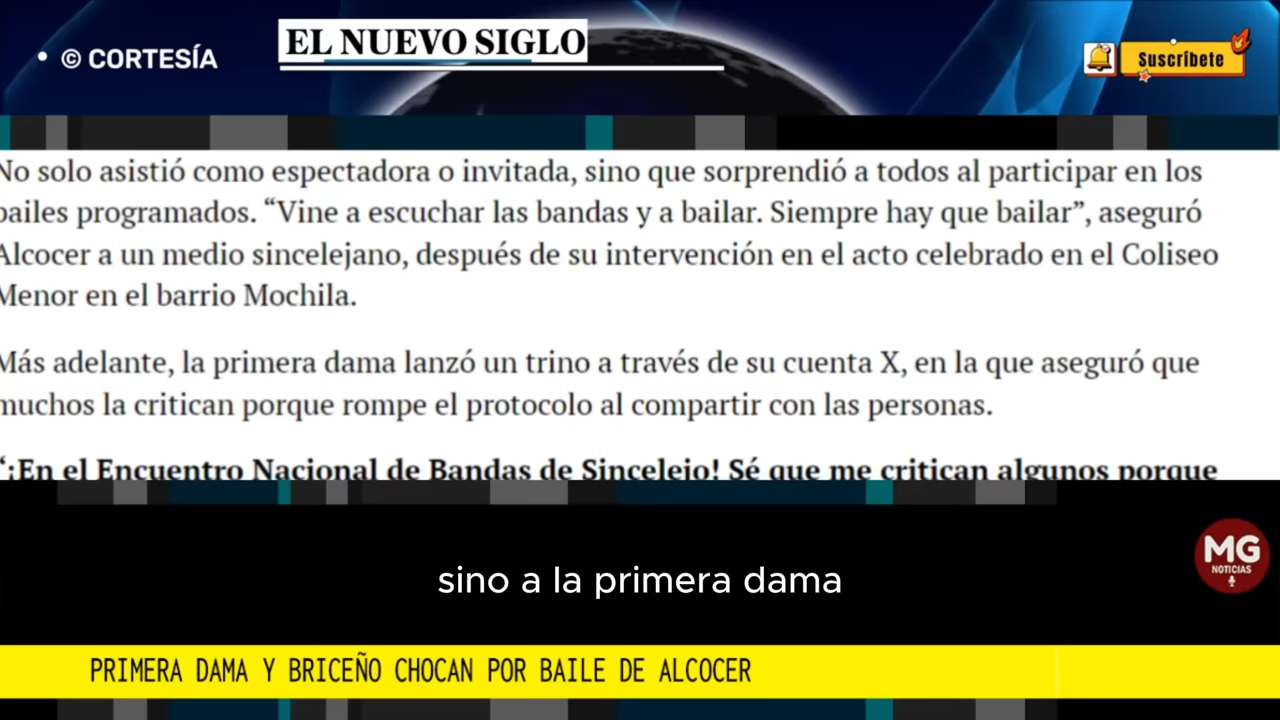 • © CORTESÍA
EL NUEVO SIGLO
Suscríbete
No solo asistió como espectadora o invitada, sino que sorprendió a todos al participar en los
bailes programados. “Vine a escuchar las bandas y a bailar. Siempre hay que bailar”, aseguró
Alcocer a un medio sincelejano, después de su intervención en el acto celebrado en el Coliseo
Menor en el barrio Mochila.
Más adelante, la primera dama lanzó un trino a través de su cuenta X, en la que aseguró que
muchos la critican porque rompe el protocolo al compartir con las personas.
“¡En el Encuentro Nacional de Bandas de Sincelejo! Sé que me critican algunos porque
MG
NOTICIAS
sino a la primera dama
PRIMERA DAMA Y BRICEÑO CHOCAN POR BAILE DE ALCOCER